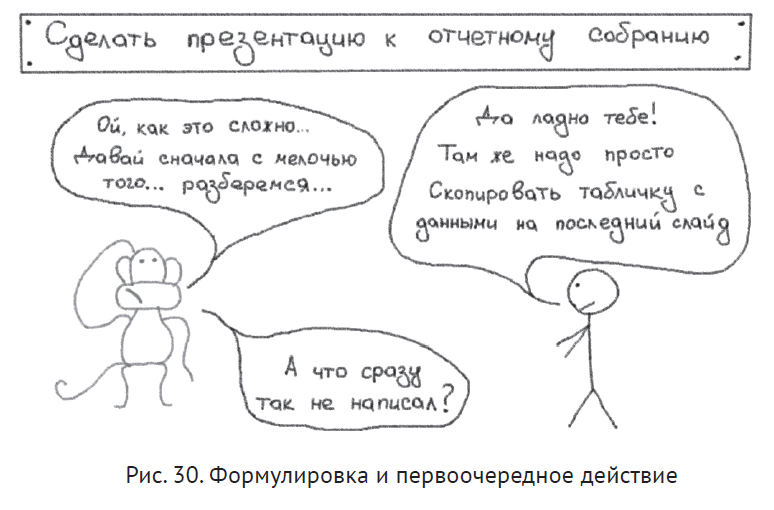 Сделать презентацию к отчетному собранию
Ой, как это сложно...
Давай сначала с мелочью
того... разберемся...
Да ладно тебе!
Там же надо просто
Скопировать табличку с
данными на последний слайд
А что сразу
так не написал?
Рис. 30. Формулировка и первоочередное действие